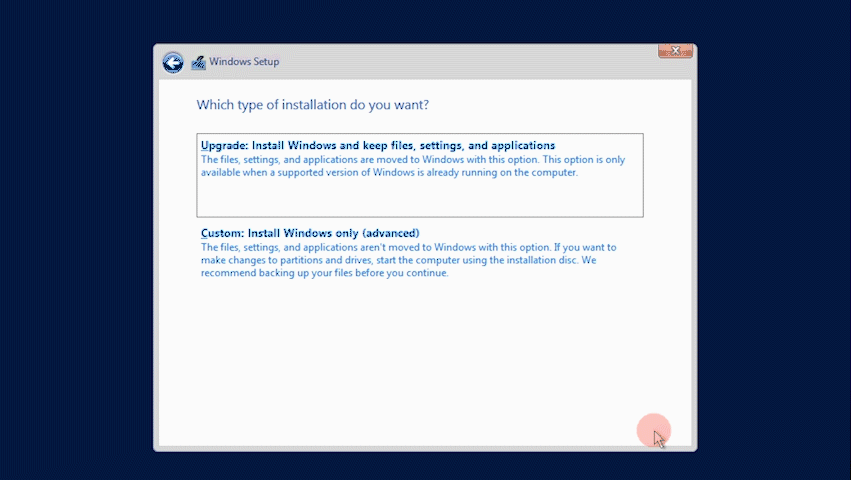 Windows Setup
Which type of installation do you want?
Upgrade: Install Windows and keep files, settings, and applications
The files, settings, and applications are moved to Windows with this option. This option is only
available when a supported version of Windows is already running on the computer.
Custom: Install Windows only (advanced)
The files, settings, and applications aren't moved to Windows with this option. If you want to
make changes to partitions and drives, start the computer using the installation disc. We
recommend backing up your files before you continue.